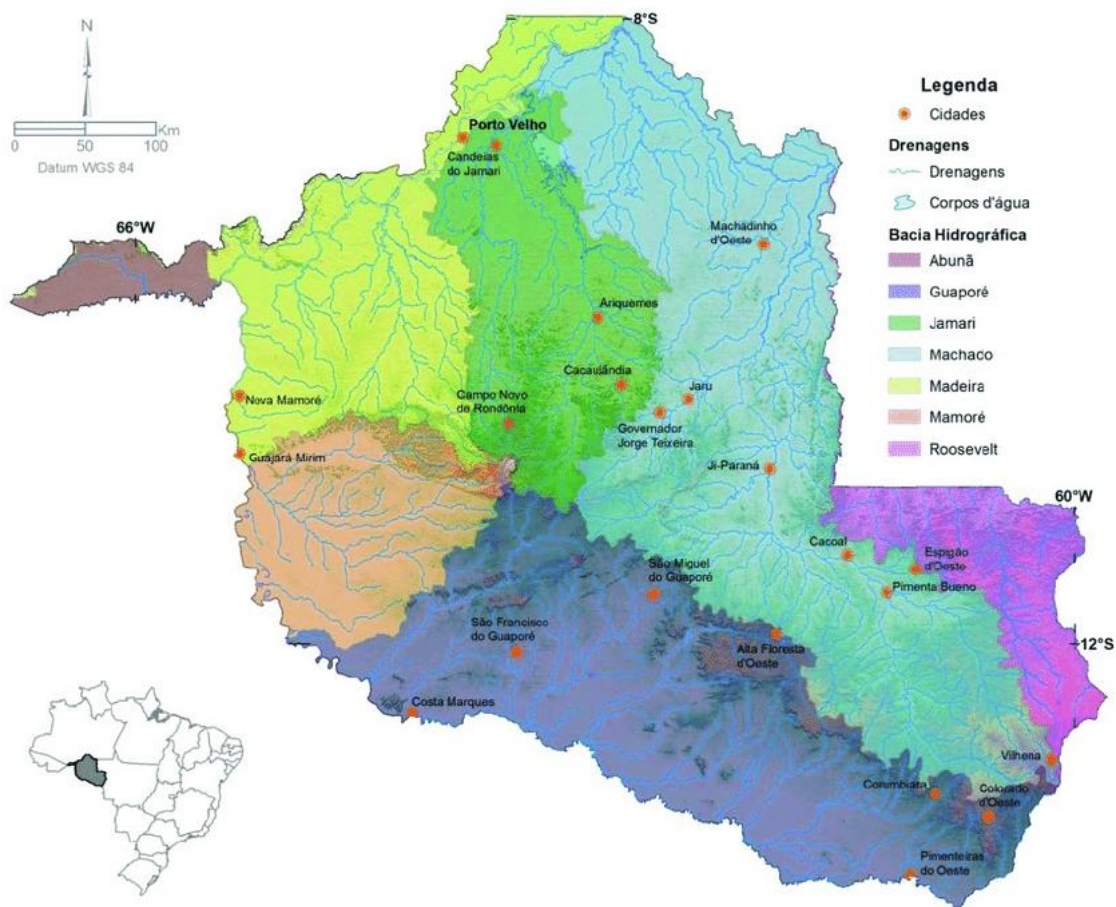 N
0
50
100
Km
Datum WGS 84
8°S
66°W
60°W
12°S
Porto Velho
Candeias
do Jamari
Machadinho
d'Oeste
Ariquemes
Cacaulândia
Jaru
Nova Mamoré
Campo Novo
de Rondônia
Governador
Jorge Teixeira
Guajará Mirim
Ji-Paraná
Cacoal
Espigão
d'Oeste
Pimenta Bueno
São Miguel
do Guaporé
São Francisco
do Guaporé
Alta Floresta
d'Oeste
Costa Marques
Vilhena
Corumbiara
Colorado
d'Oeste
Pimenteiras
do Oeste
Legenda
Cidades
Drenagens
Drenagens
Corpos d'água
Bacia Hidrográfica
Abunã
Guaporé
Jamari
Machaco
Madeira
Mamoré
Roosevelt